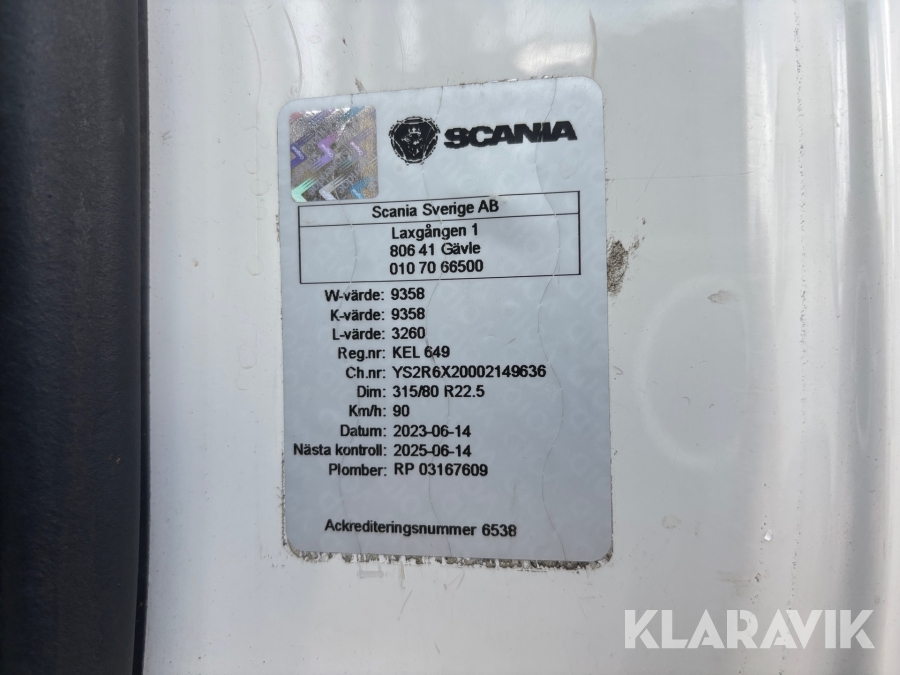 SCANIA
Scania Sverige AB
Laxgången 1
806 41 Gävle
010 70 66500
W-värde: 9358
K-värde: 9358
L-värde: 3260
Reg.nr: KEL 649
Ch.nr: YS2R6X20002149636
Dim: 315/80 R22.5
Km/h: 90
Datum: 2023-06-14
Nästa kontroll: 2025-06-14
Plomber: RP 03167609
Ackrediteringsnummer 6538
KLARAVIK